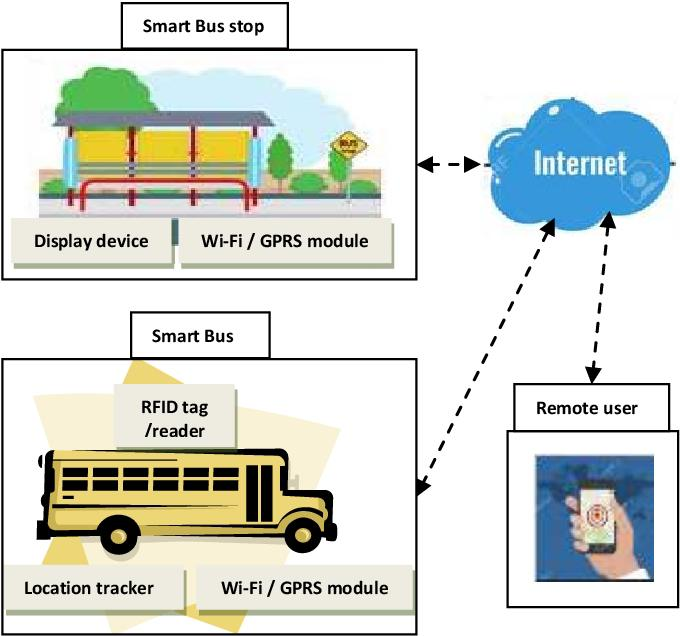 Smart Bus stop
BUS
Internet
Display device
Wi-Fi / GPRS module
Smart Bus
RFID tag
/reader
Remote user
Location tracker
Wi-Fi / GPRS module